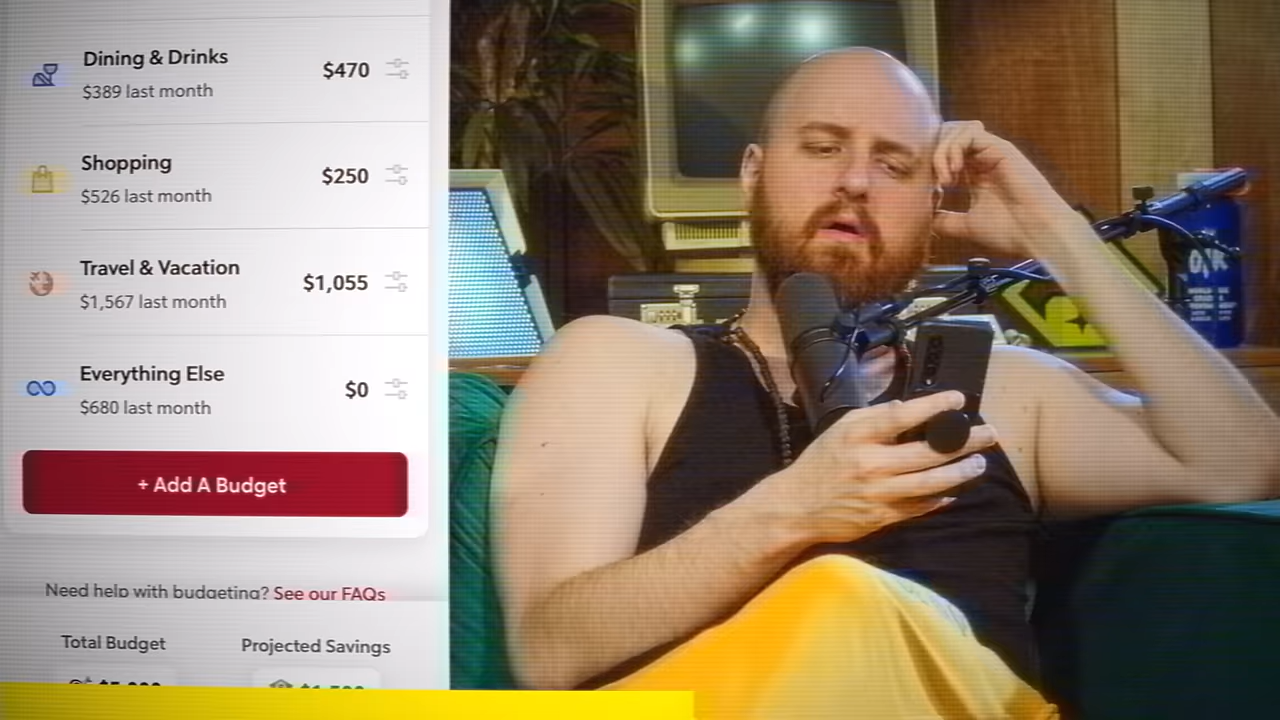 Dining & Drinks
$470
$389 last month
Shopping
$250
$526 last month
Travel & Vacation
$1,055
$1,567 last month
Everything Else
$0
$680 last month
+ Add A Budget
Need help with budgeting? See our FAQs
Total Budget
Projected Savings